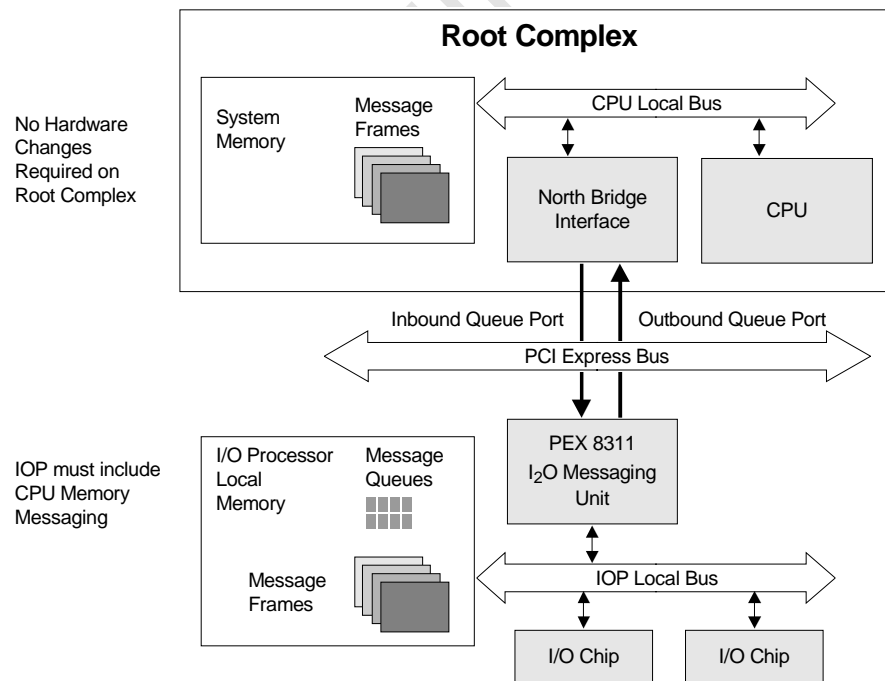 Root Complex
No Hardware
Changes
Required on
Root Complex
System
Memory
Message
Frames
CPU Local Bus
North Bridge
Interface
CPU
Inbound Queue Port
Outbound Queue Port
PCI Express Bus
IOP must include
CPU Memory
Messaging
I/O Processor
Local
Memory
Message
Queues
Message
Frames
PEX 8311
I2O Messaging
Unit
IOP Local Bus
I/O Chip
I/O Chip